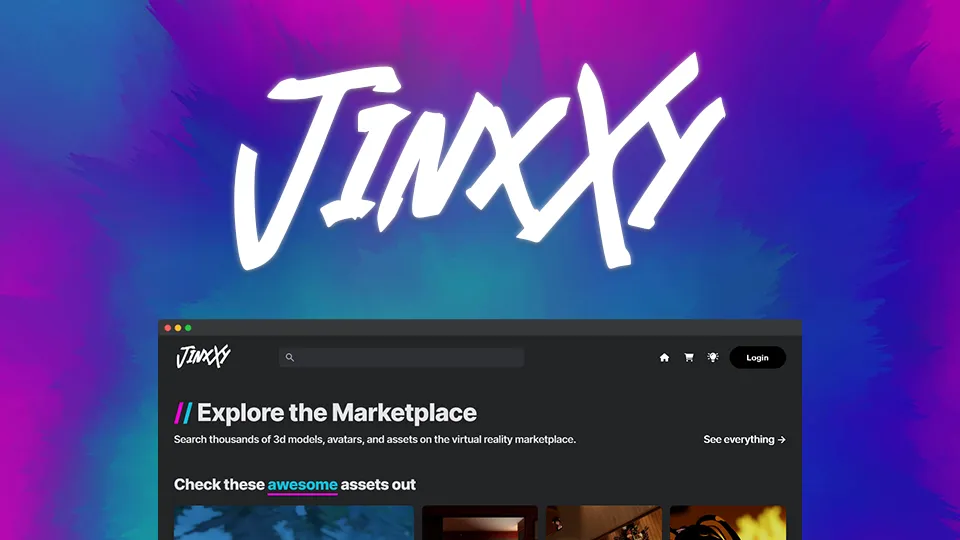 JINXXY
JINXXY
Login
// Explore the Marketplace
Search thousands of 3d models, avatars, and assets on the virtual reality marketplace.
See everything →
Check these awesome assets out